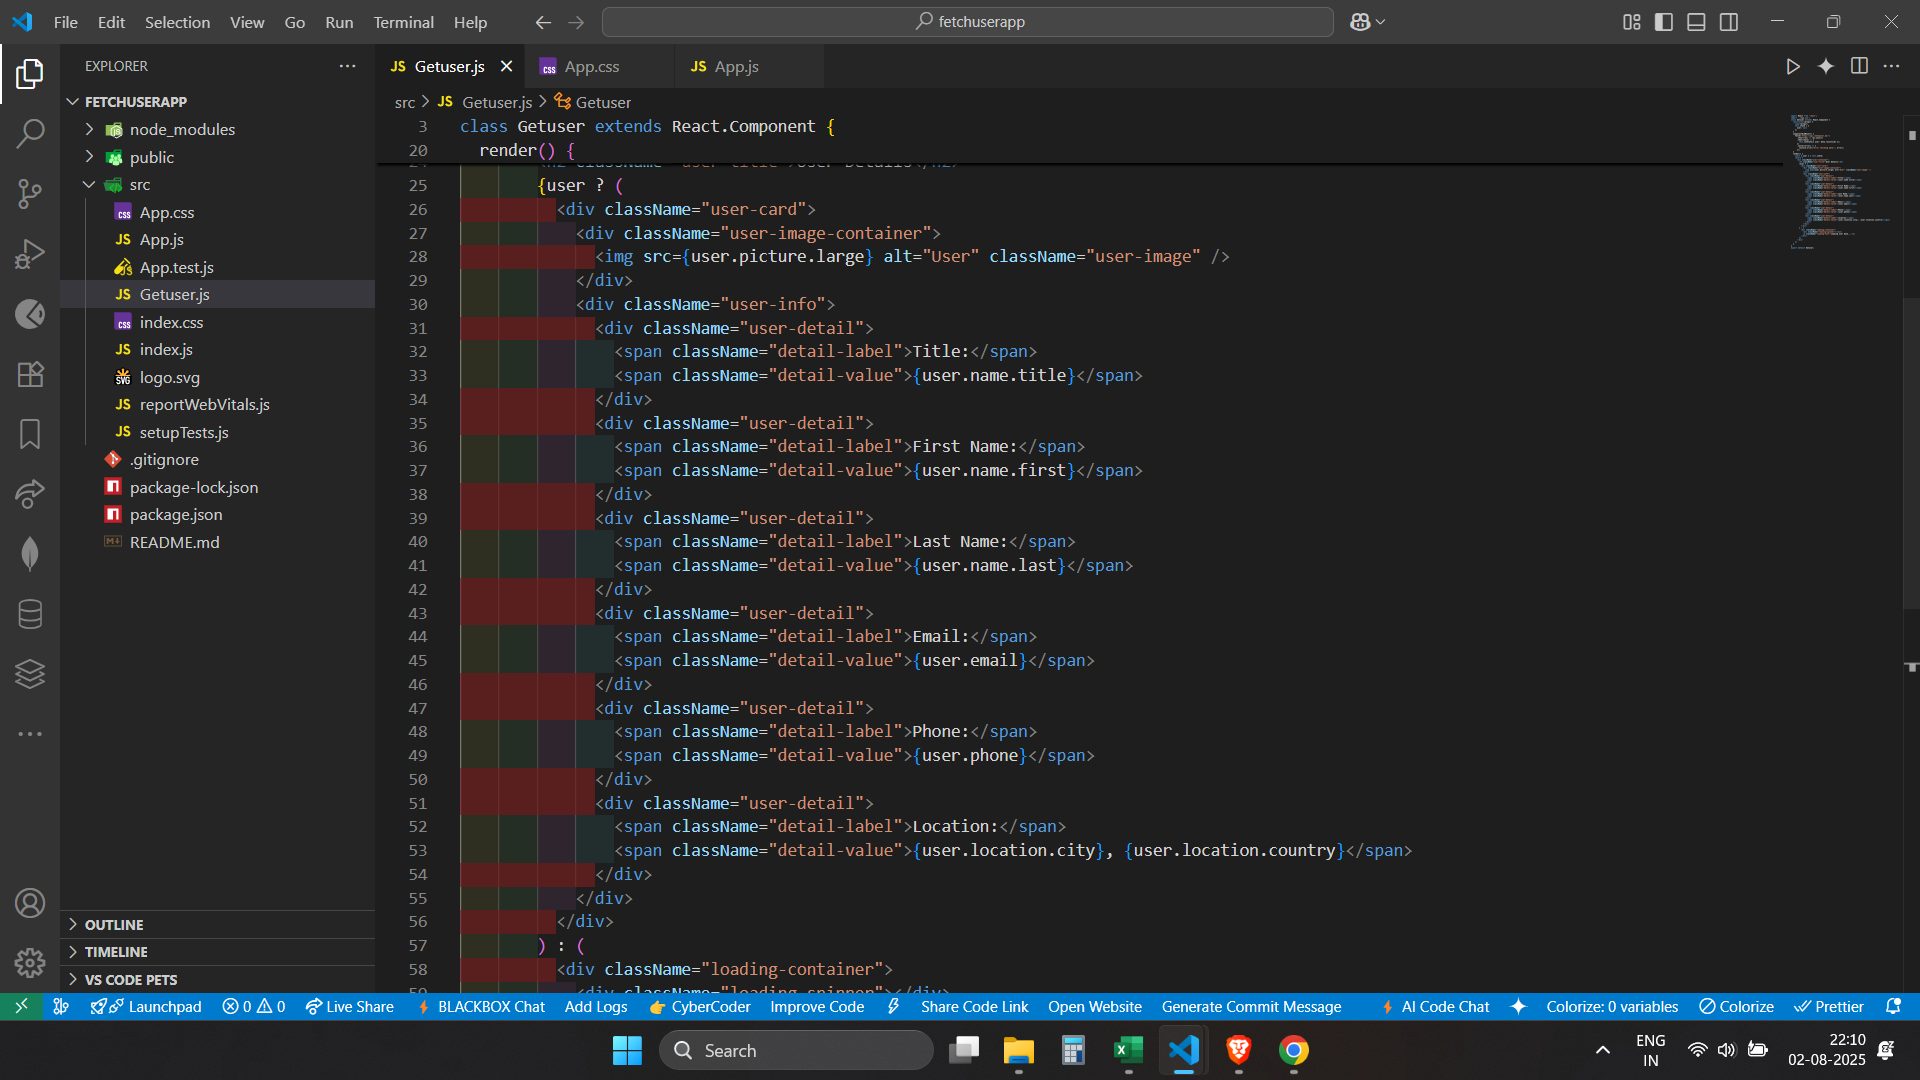 File Edit Selection View Go Run Terminal Help
fetchuserapp
EXPLORER
FETCHUSERAPP
node_modules
public
src
App.css
App.js
App.test.js
Getuser.js
index.css
index.js
logo.svg
reportWebVitals.js
setupTests.js
.gitignore
package-lock.json
package.json
README.md
OUTLINE
TIMELINE
VS CODE PETS
JS Getuser.js
css App.css
JS App.js
src > JS Getuser.js > Getuser
3 class Getuser extends React.Component {
20 render() {
25 {user ? (
26 <div className="user-card">
27 <div className="user-image-container">
28 <img src={user.picture.large} alt="User" className="user-image" />
29 </div>
30 <div className="user-info">
31 <div className="user-detail">
32 <span className="detail-label">Title:</span>
33 <span className="detail-value">{user.name.title}</span>
34 </div>
35 <div className="user-detail">
36 <span className="detail-label">First Name:</span>
37 <span className="detail-value">{user.name.first}</span>
38 </div>
39 <div className="user-detail">
40 <span className="detail-label">Last Name:</span>
41 <span className="detail-value">{user.name.last}</span>
42 </div>
43 <div className="user-detail">
44 <span className="detail-label">Email:</span>
45 <span className="detail-value">{user.email}</span>
46 </div>
47 <div className="user-detail">
48 <span className="detail-label">Phone:</span>
49 <span className="detail-value">{user.phone}</span>
50 </div>
51 <div className="user-detail">
52 <span className="detail-label">Location:</span>
53 <span className="detail-value">{user.location.city}, {user.location.country}</span>
54 </div>
55 </div>
56 </div>
57 ) : (
58 <div className="loading-container">
59 <div className="loading-spinner"></div>
Launchpad 0 0 Live Share BLACKBOX Chat Add Logs CyberCoder Improve Code Share Code Link Open Website Generate Commit Message AI Code Chat Colorize: 0 variables Colorize Prettier
Search
ENG
IN
22:10
02-08-2025